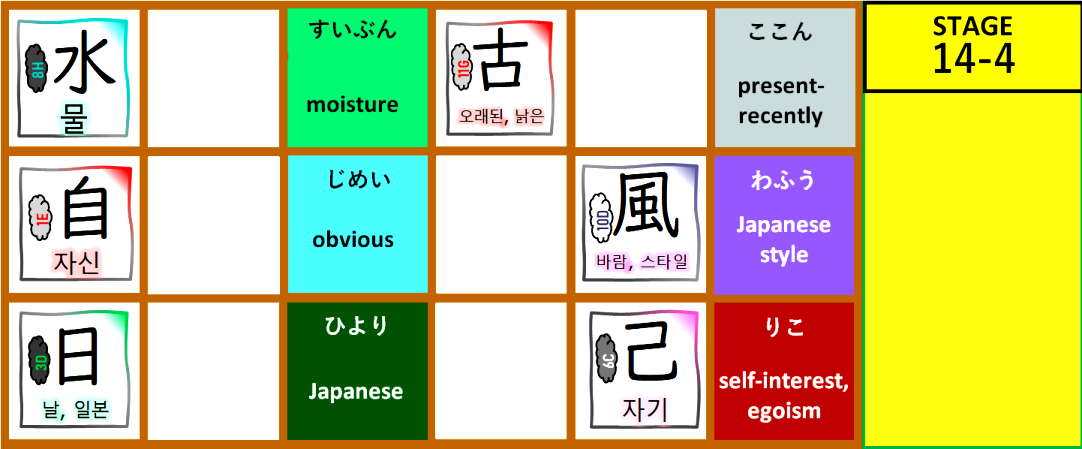 8H
水
물
すいぶん
moisture
11G
古
오래된, 낡은
ここん
present-
recently
STAGE
14-4
1E
自
자신
じめい
obvious
10D
風
바람, 스타일
わふう
Japanese
style
3D
日
날, 일본
ひより
Japanese
6C
己
자기
りこ
self-interest,
egoism